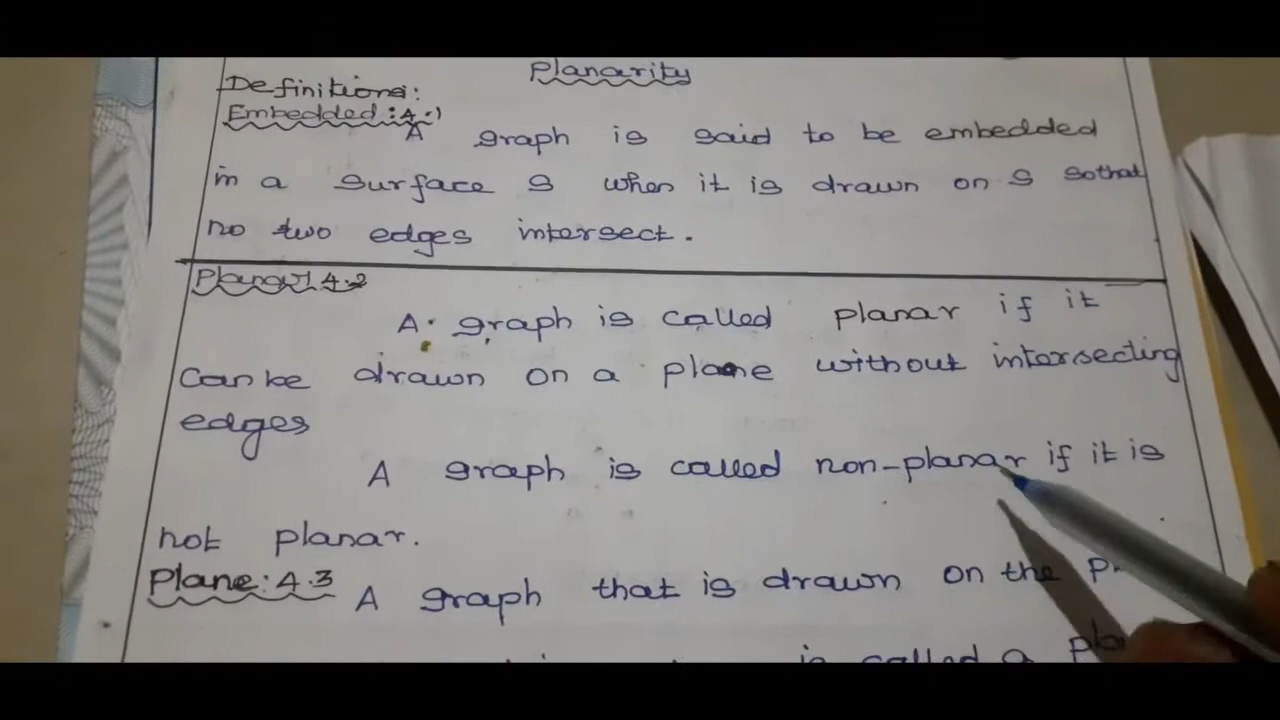 Planarity
Definitions:
Embedded: 4.1
A graph is said to be embedded
in a surface S when it is drawn on S so that
no two edges intersect.
Planar 4.2
A graph is called planar if it
can be drawn on a plane without intersecting
edges
A graph is called non-planar if it is
not planar.
Plane: 4.3
A graph that is drawn on the
is called a